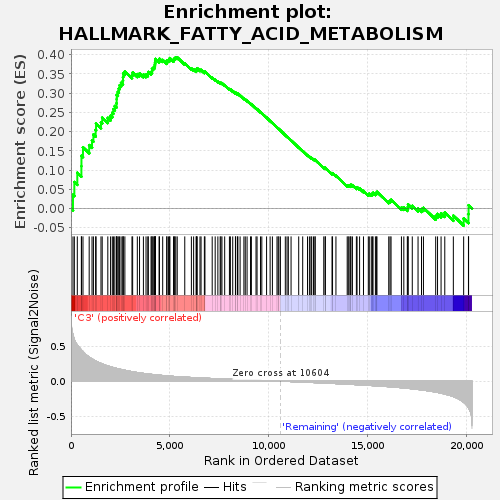 Enrichment plot:
HALLMARK_FATTY_ACID_METABOLISM
Enrichment score (ES)
0.40
0.35
0.30
0.25
0.20
0.15
0.10
0.05
0.00
-0.05
'C3' (positively correlated)
Ranked list metric (Signal2Noise)
0.5
0.0
-0.5
Zero cross at 10604
'Remaining' (negatively correlated)
0
5,000
10,000
15,000
20,000
Rank in Ordered Dataset
Enrichment profile
Hits
Ranking metric scores